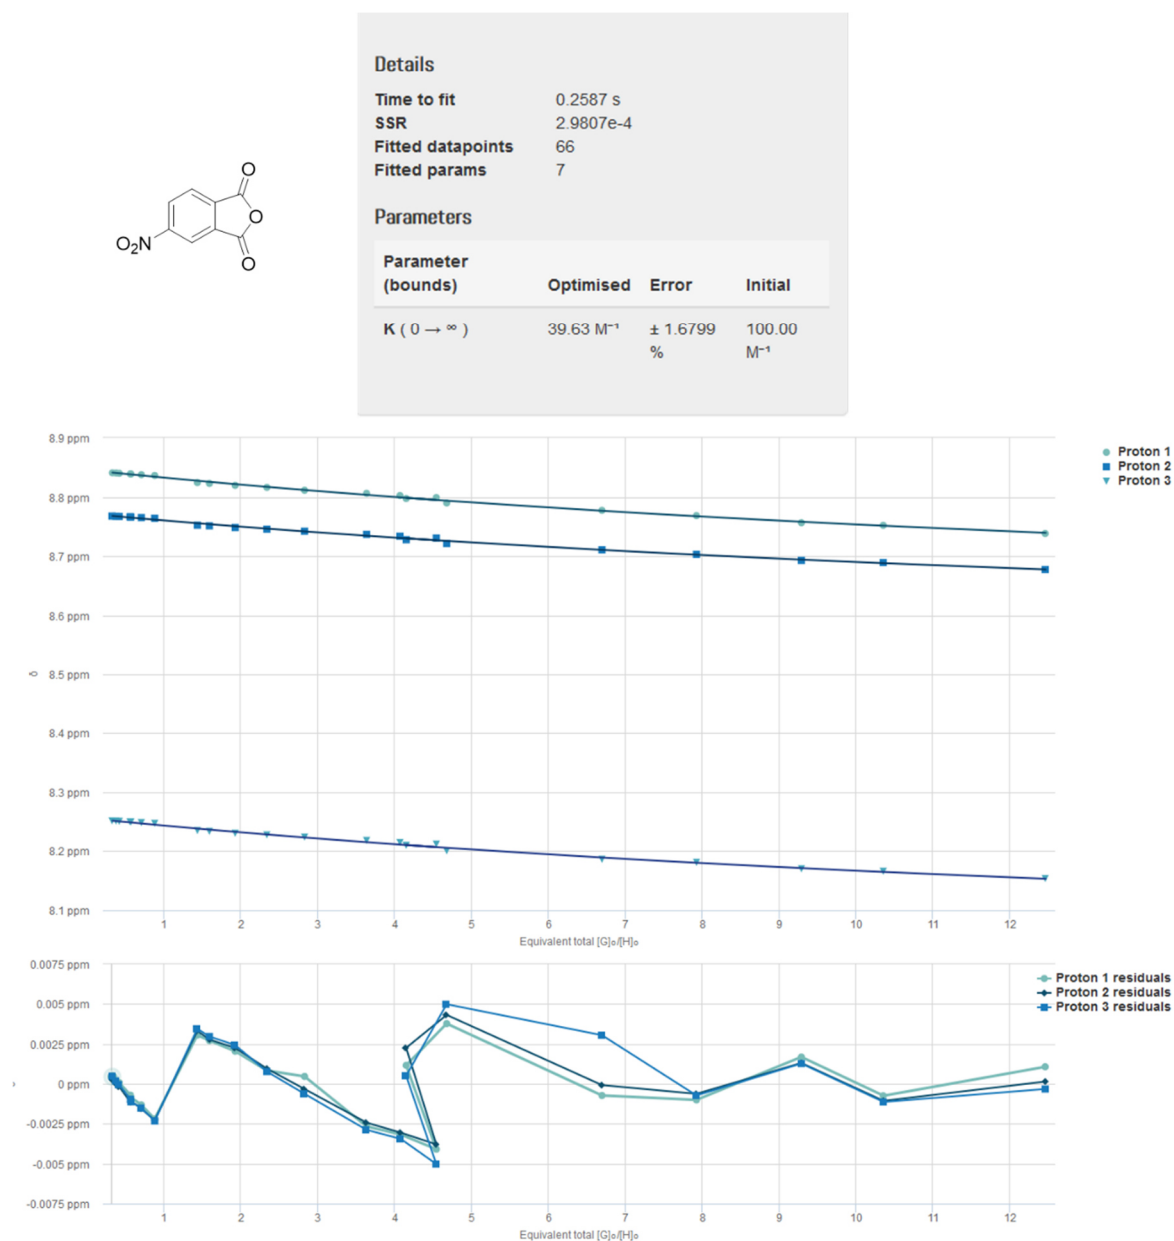 Details
Time to fit 0.2587 s
SSR 2.9807e-4
Fitted datapoints 66
Fitted params 7
Parameters
Parameter (bounds) Optimised Error Initial
K ( 0 → ∞ ) 39.63 M⁻¹ ± 1.6799 % 100.00 M⁻¹
O
O
O
O₂N
8.9 ppm
8.8 ppm
8.7 ppm
8.6 ppm
8.5 ppm
8.4 ppm
8.3 ppm
8.2 ppm
8.1 ppm
δ
Proton 1
Proton 2
Proton 3
1 2 3 4 5 6 7 8 9 10 11 12
Equivalent total [G]₀/[H]₀
0.0075 ppm
0.005 ppm
0.0025 ppm
0 ppm
-0.0025 ppm
-0.005 ppm
-0.0075 ppm
Proton 1 residuals
Proton 2 residuals
Proton 3 residuals
1 2 3 4 5 6 7 8 9 10 11 12
Equivalent total [G]₀/[H]₀